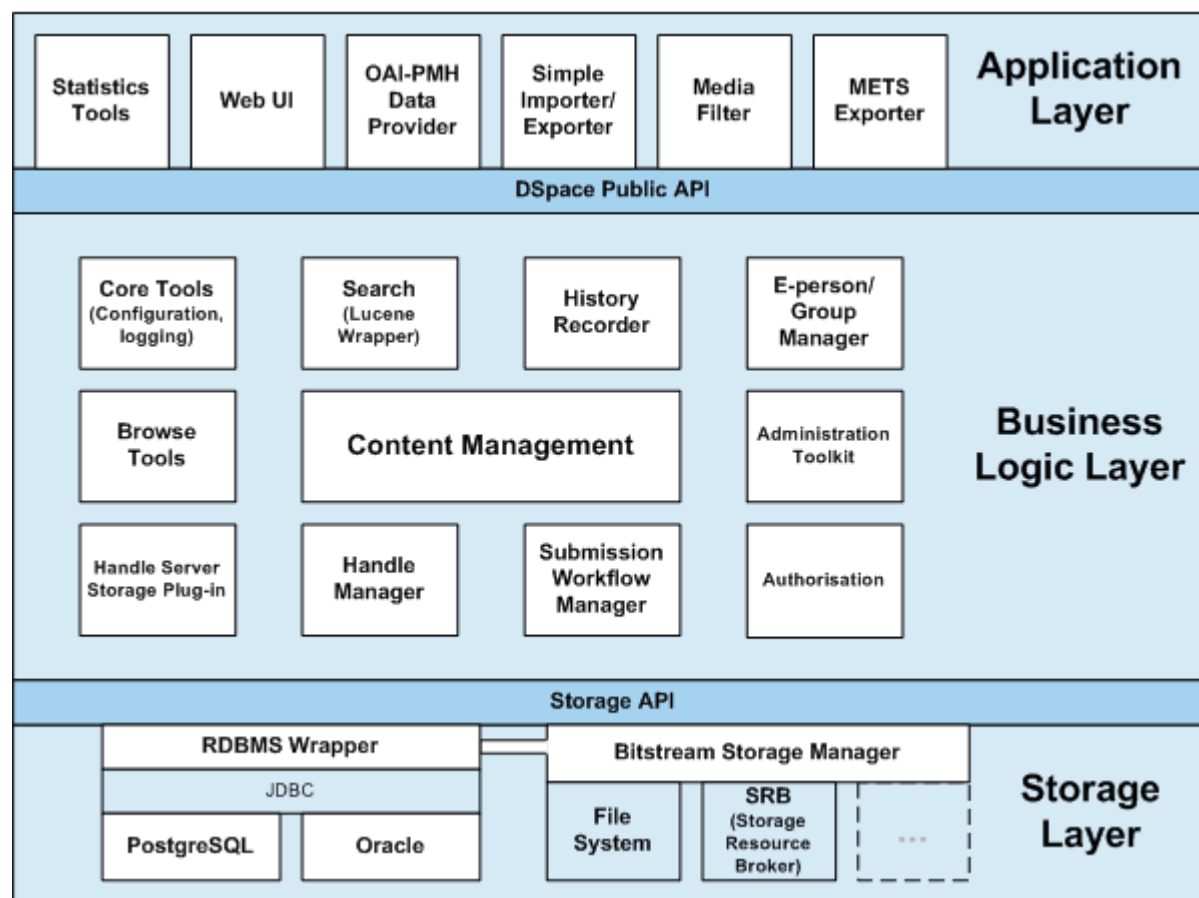 Statistics
Tools
Web UI
OAI-PMH
Data
Provider
Simple
Importer/
Exporter
Media
Filter
METS
Exporter
Application
Layer
DSpace Public API
Core Tools
(Configuration,
logging)
Search
(Lucene
Wrapper)
History
Recorder
E-person/
Group
Manager
Browse
Tools
Content Management
Administration
Toolkit
Business
Logic Layer
Handle Server
Storage Plug-in
Handle
Manager
Submission
Workflow
Manager
Authorisation
Storage API
RDBMS Wrapper
JDBC
PostgreSQL
Oracle
Bitstream Storage Manager
File
System
SRB
(Storage
Resource
Broker)
...
Storage
Layer